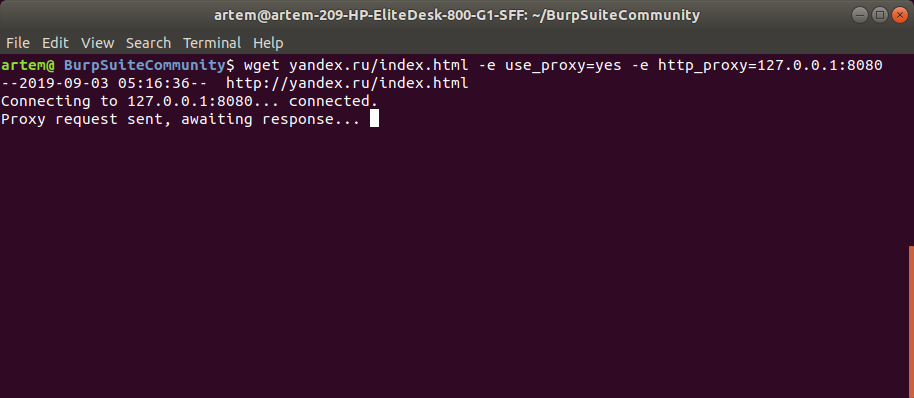 artem@artem-209-HP-EliteDesk-800-G1-SFF: ~/BurpSuiteCommunity
File Edit View Search Terminal Help
artem@ BurpSuiteCommunity$ wget yandex.ru/index.html -e use_proxy=yes -e http_proxy=127.0.0.1:8080
--2019-09-03 05:16:36--  http://yandex.ru/index.html
Connecting to 127.0.0.1:8080... connected.
Proxy request sent, awaiting response...